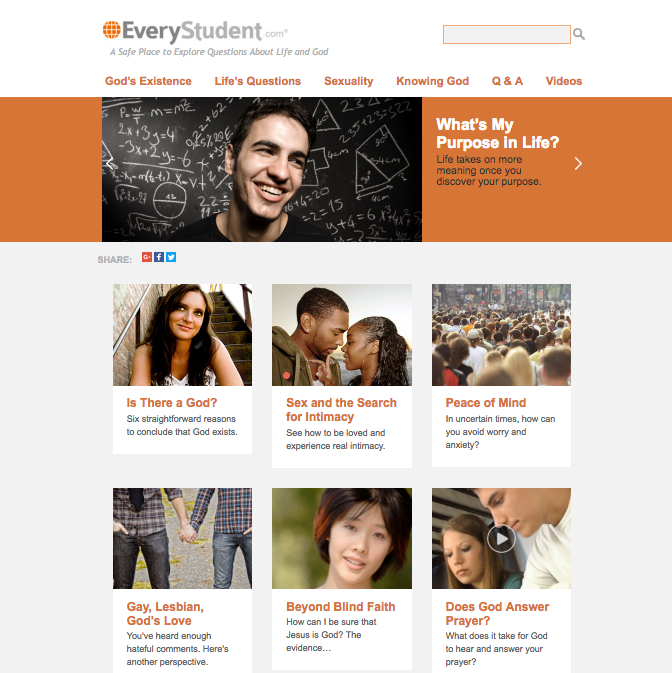 EveryStudent.com®
A Safe Place to Explore Questions About Life and God
God's Existence Life's Questions Sexuality Knowing God Q & A Videos
What's My
Purpose in Life?
Life takes on more
meaning once you
discover your purpose.
SHARE:
Is There a God?
Six straightforward reasons
to conclude that God exists.
Sex and the Search
for Intimacy
See how to be loved and
experience real intimacy.
Peace of Mind
In uncertain times, how can
you avoid worry and
anxiety?
Gay, Lesbian,
God's Love
You've heard enough
hateful comments. Here's
another perspective.
Beyond Blind Faith
How can I be sure that
Jesus is God? The
evidence…
Does God Answer
Prayer?
What does it take for God
to hear and answer your
prayer?